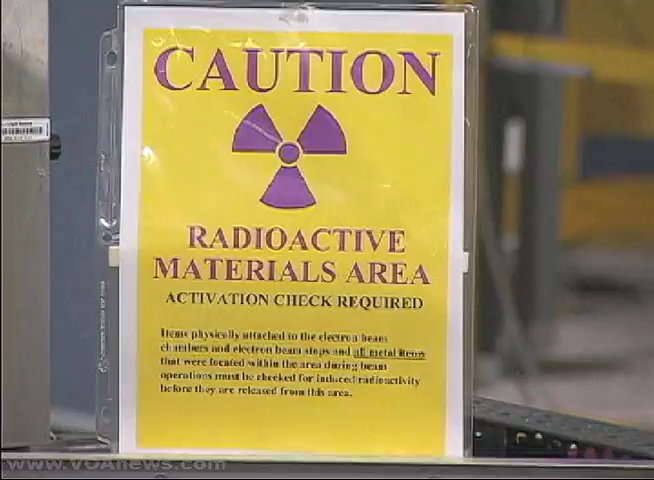 CAUTION
RADIOACTIVE
MATERIALS AREA
ACTIVATION CHECK REQUIRED
Items physically attached to the electron beam
chambers and electron beam stops and all metal items
that were located within the area during beam
operations must be checked for induced radioactivity
before they are released from this area.
www.VOAnews.com